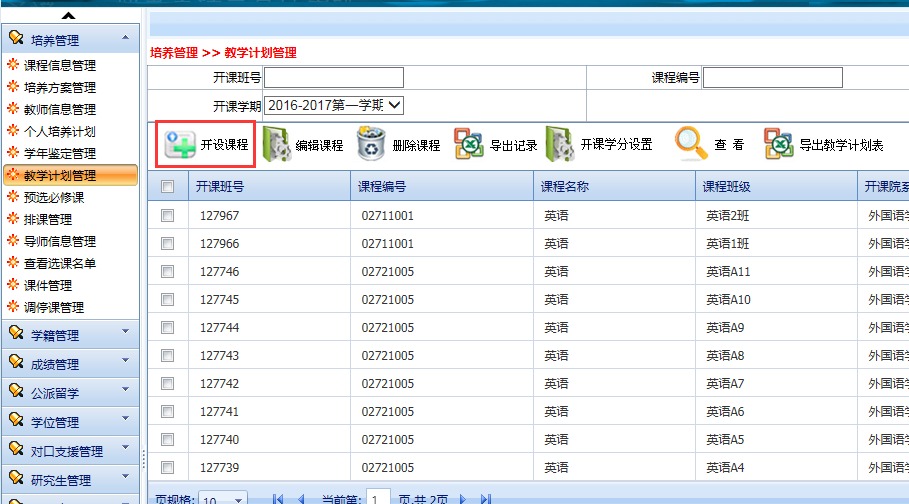 培养管理
课程信息管理
培养方案管理
教师信息管理
个人培养计划
学年鉴定管理
教学计划管理
预选必修课
排课管理
导师信息管理
查看选课名单
课件管理
调停课管理
学籍管理
成绩管理
公派留学
学位管理
对口支援管理
研究生管理
培养管理 >> 教学计划管理
开课班号 课程编号
开课学期 2016-2017第一学期
开设课程 编辑课程 删除课程 导出记录 开课学分设置 查 看 导出教学计划表
开课班号 课程编号 课程名称 课程班级 开课院系
127967 02711001 英语 英语2班 外国语学
127966 02711001 英语 英语1班 外国语学
127746 02721005 英语 英语A11 外国语学
127745 02721005 英语 英语A10 外国语学
127744 02721005 英语 英语A9 外国语学
127743 02721005 英语 英语A8 外国语学
127742 02721005 英语 英语A7 外国语学
127741 02721005 英语 英语A6 外国语学
127740 02721005 英语 英语A5 外国语学
127739 02721005 英语 英语A4 外国语学
页规格: 10 当前第: 1 页,共 2页